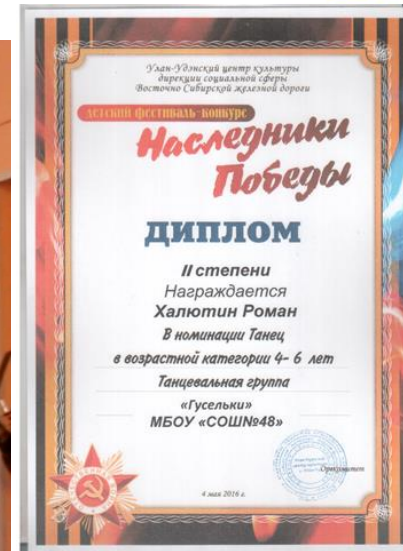 Улан-Удэнский центр культуры
дирекции социальной сферы
Восточно Сибирской железной дороги
детский фестиваль-конкурс
Наследники
Победы
ДИПЛОМ
II степени
Награждается
Халютин Роман
В номинации Танец
в возрастной категории 4- 6 лет
Танцевальная группа
«Гусельки»
МБОУ «СОШ№48»
Оргкомитет
4 мая 2016 г.